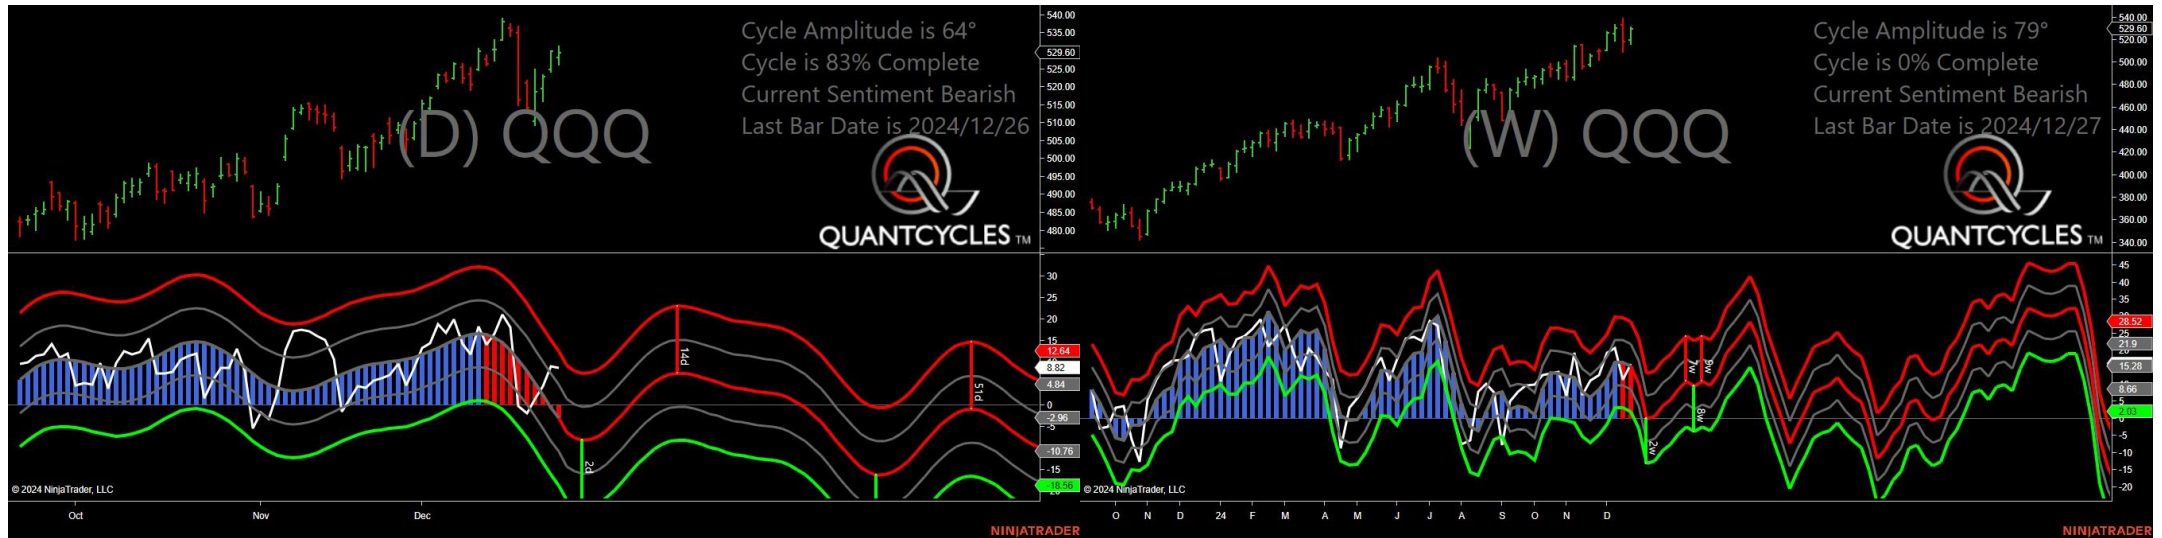 Cycle Amplitude is 64°
Cycle is 83% Complete
Current Sentiment Bearish
Last Bar Date is 2024/12/26
(D) QQQ
QUANTCYCLES TM
540.00
535.00
529.60
525.00
520.00
515.00
510.00
505.00
500.00
495.00
490.00
485.00
480.00
30
25
20
15
12.64
8.82
4.84
0
-2.96
-5
-10.76
-15
-18.56
14d
51d
2d
© 2024 NinjaTrader, LLC
Oct Nov Dec
NINJATRADER
Cycle Amplitude is 79°
Cycle is 0% Complete
Current Sentiment Bearish
Last Bar Date is 2024/12/27
(W) QQQ
QUANTCYCLES TM
540.00
529.60
520.00
500.00
480.00
460.00
440.00
420.00
400.00
380.00
360.00
340.00
45
40
35
28.52
21.9
15.28
8.66
5
2.03
-5
-10
-15
-20
7w
9w
8w
2w
© 2024 NinjaTrader, LLC
O N D 24 F M A M J J A S O N D
NINJATRADER